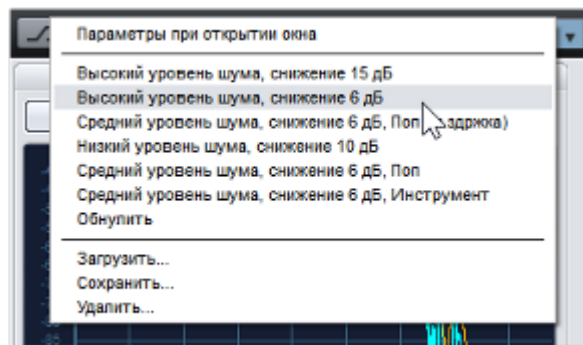 Параметры при открытии окна
Высокий уровень шума, снижение 15 дБ
Высокий уровень шума, снижение 6 дБ
Средний уровень шума, снижение 6 дБ, Поп здржка)
Низкий уровень шума, снижение 10 дБ
Средний уровень шума, снижение 6 дБ, Поп
Средний уровень шума, снижение 6 дБ, Инструмент
Обнулить
Загрузить...
Сохранить...
Удалить...